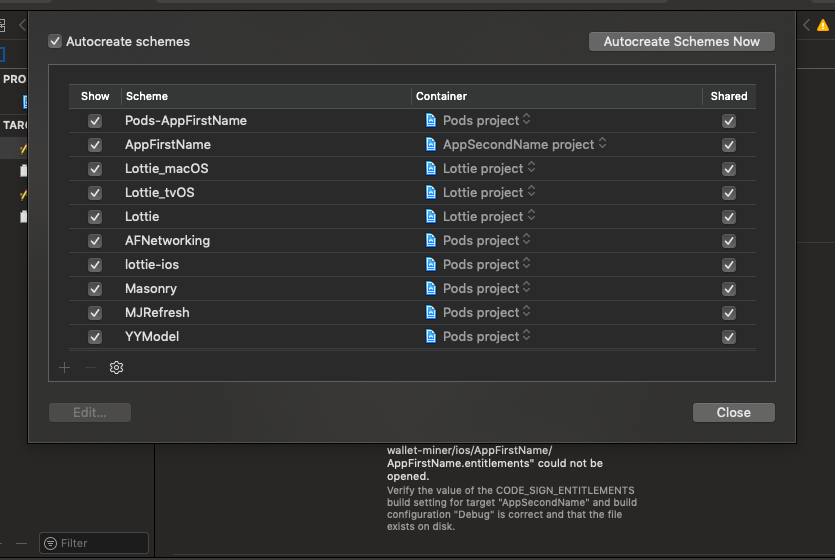 Autocreate schemes
Autocreate Schemes Now
PRO
TARG
Show Scheme Container Shared
Pods-AppFirstName Pods project
AppFirstName AppSecondName project
Lottie_macOS Lottie project
Lottie_tvOS Lottie project
Lottie Lottie project
AFNetworking Pods project
lottie-ios Pods project
Masonry Pods project
MJRefresh Pods project
YYModel Pods project
Edit...
Close
wallet-miner/ios/AppFirstName/
AppFirstName.entitlements" could not be
opened.
Verify the value of the CODE_SIGN_ENTITLEMENTS
build setting for target "AppSecondName" and build
configuration "Debug" is correct and that the file
exists on disk.
Filter